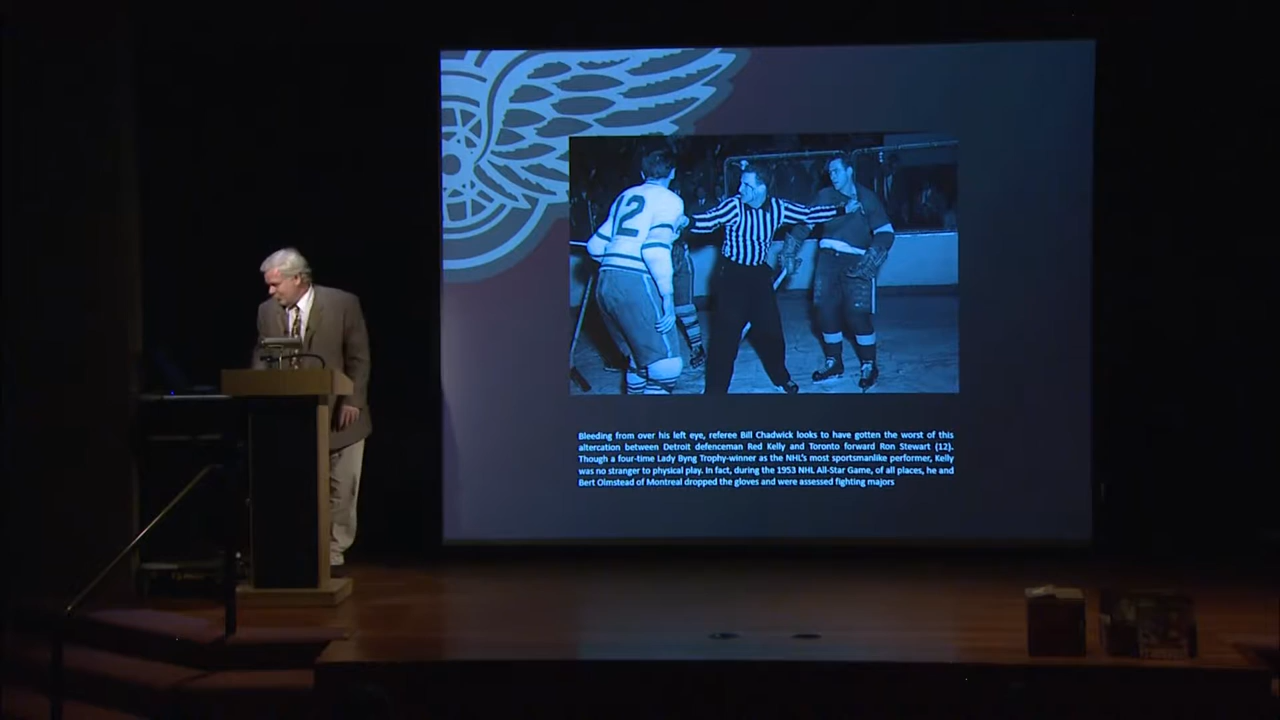 12
Bleeding from over his left eye, referee Bill Chadwick looks to have gotten the worst of this
altercation between Detroit defenceman Red Kelly and Toronto forward Ron Stewart (12).
Though a four-time Lady Byng Trophy-winner as the NHL's most sportsmanlike performer, Kelly
was no stranger to physical play. In fact, during the 1953 NHL All-Star Game, of all places, he and
Bert Olmstead of Montreal dropped the gloves and were assessed fighting majors